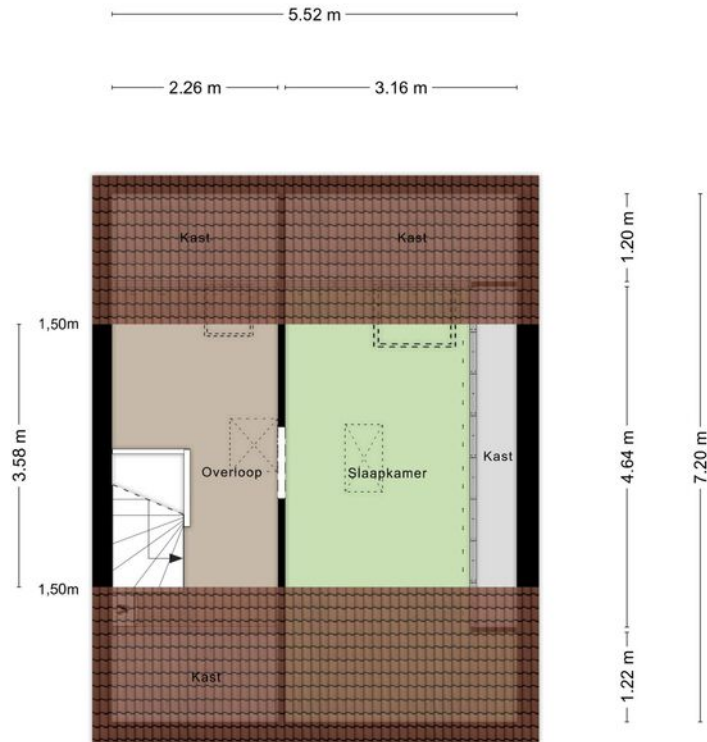 5.52 m
2.26 m
3.16 m
Kast
Kast
1.20 m
1,50m
3.58 m
Overloop
Slaapkamer
Kast
4.64 m
7.20 m
1,50m
Kast
1.22 m